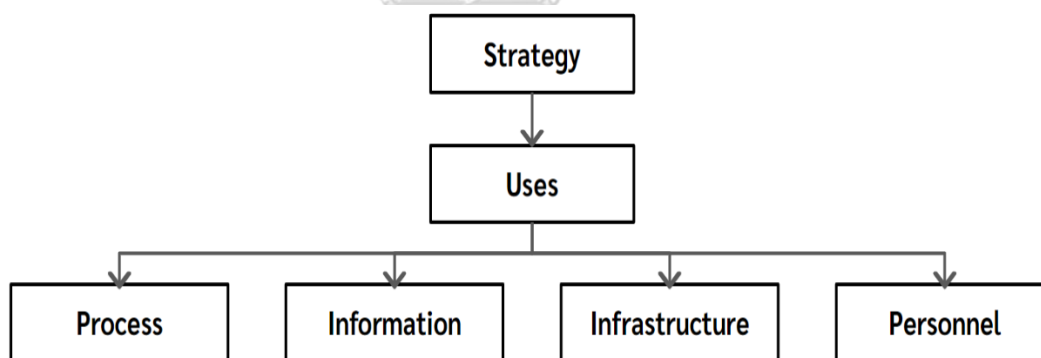 Strategy
Uses
Process
Information
Infrastructure
Personnel